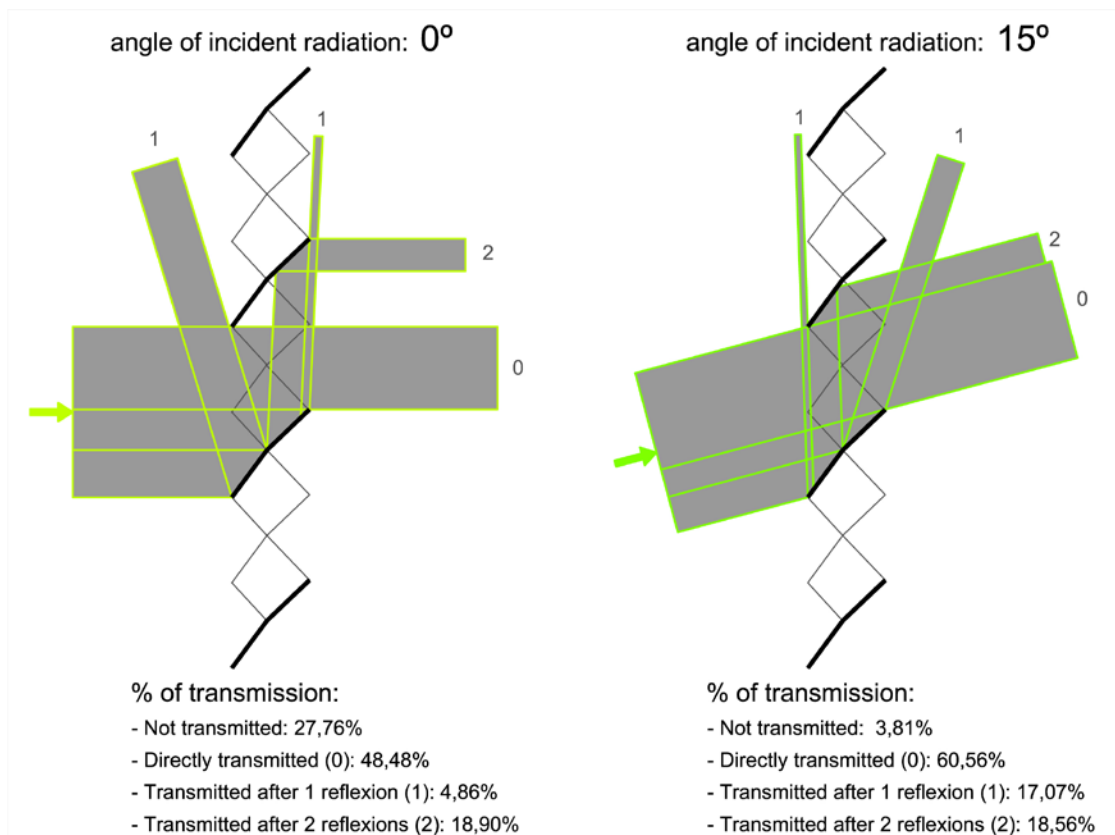 angle of incident radiation: 0º
1
1
2
0
% of transmission:
- Not transmitted: 27,76%
- Directly transmitted (0): 48,48%
- Transmitted after 1 reflexion (1): 4,86%
- Transmitted after 2 reflexions (2): 18,90%
angle of incident radiation: 15º
1
1
2
0
% of transmission:
- Not transmitted: 3,81%
- Directly transmitted (0): 60,56%
- Transmitted after 1 reflexion (1): 17,07%
- Transmitted after 2 reflexions (2): 18,56%